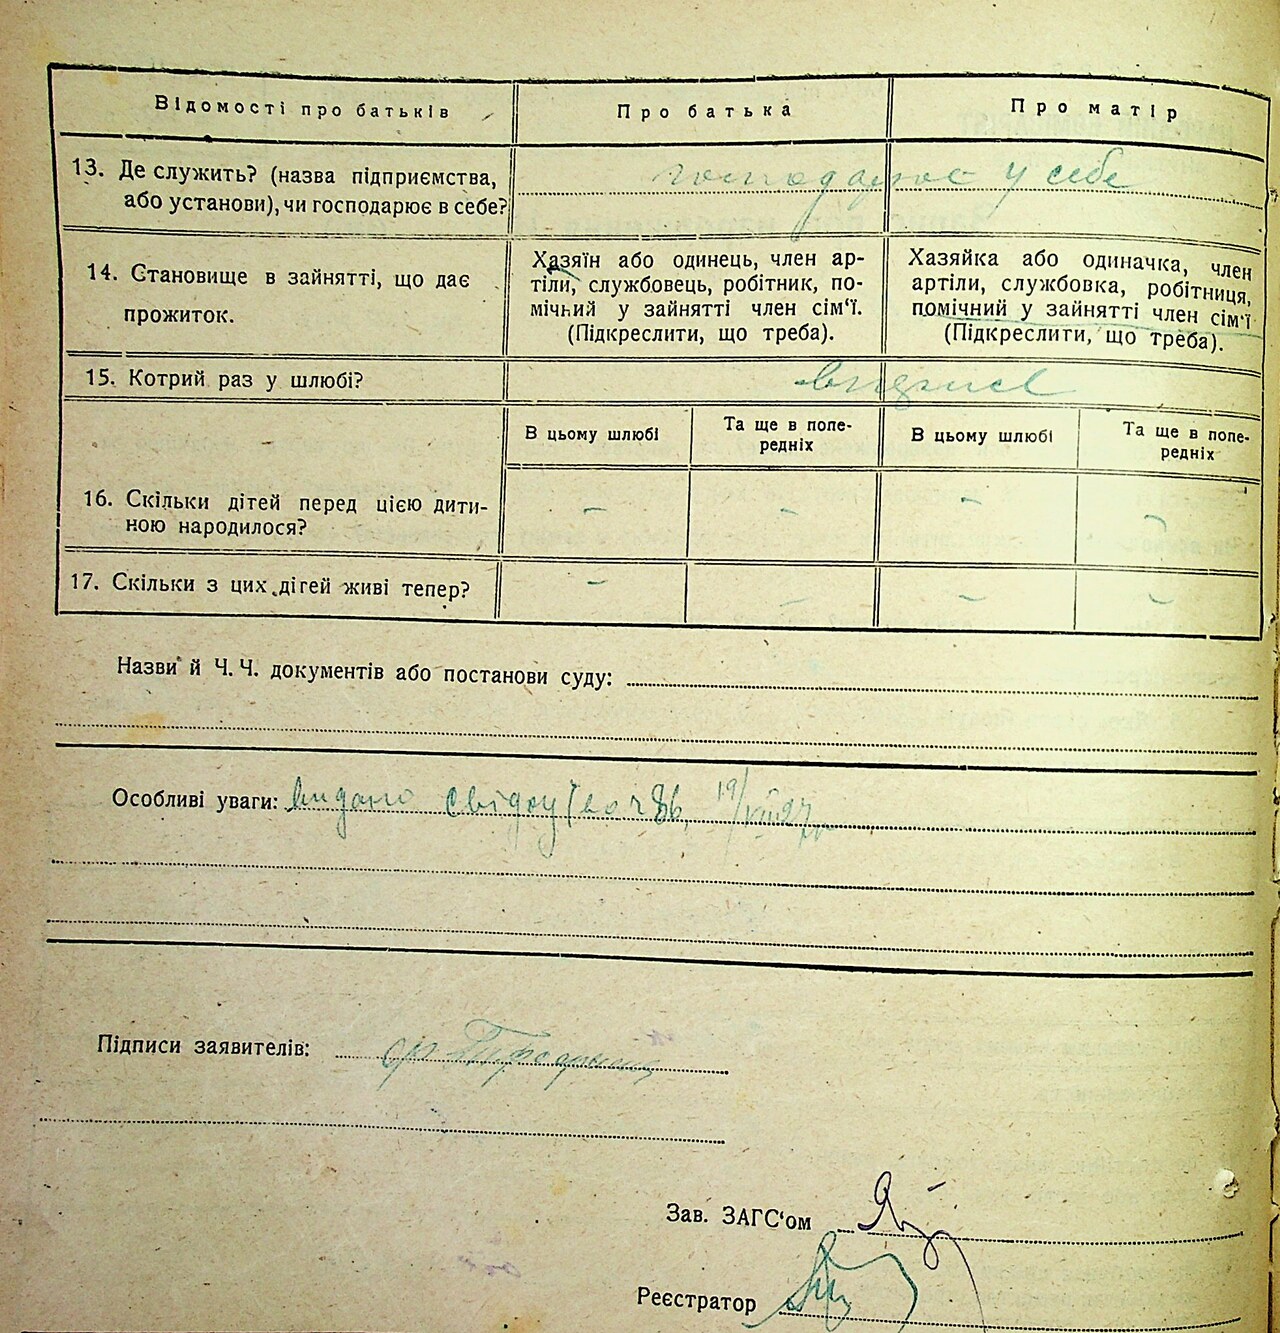 Відомості про батьків
Про батька
Про матір
13. Де служить? (назва підприємства,
або установи), чи господарює в себе?
господарює у себе
14. Становище в зайнятті, що дає
прожиток.
Хазяїн або одинець, член ар-
тіли, службовець, робітник, по-
мічний у зайнятті член сім'ї.
(Підкреслити, що треба).
Хазяйка або одиначка, член
артіли, службовка, робітниця,
помічний у зайнятті член сім'ї
(Підкреслити, що треба).
15. Котрий раз у шлюбі?
В цьому шлюбі
Та ще в попе-
редніх
В цьому шлюбі
Та ще в попе-
редніх
16. Скільки дітей перед цією дити-
ною народилося?
– – – –
17. Скільки з цих дітей живі тепер?
– – – –
Назви й Ч. Ч. документів або постанови суду:
Особливі уваги: видано 19/VII
Підписи заявителів:
Зав. ЗАГС'ом
Реєстратор